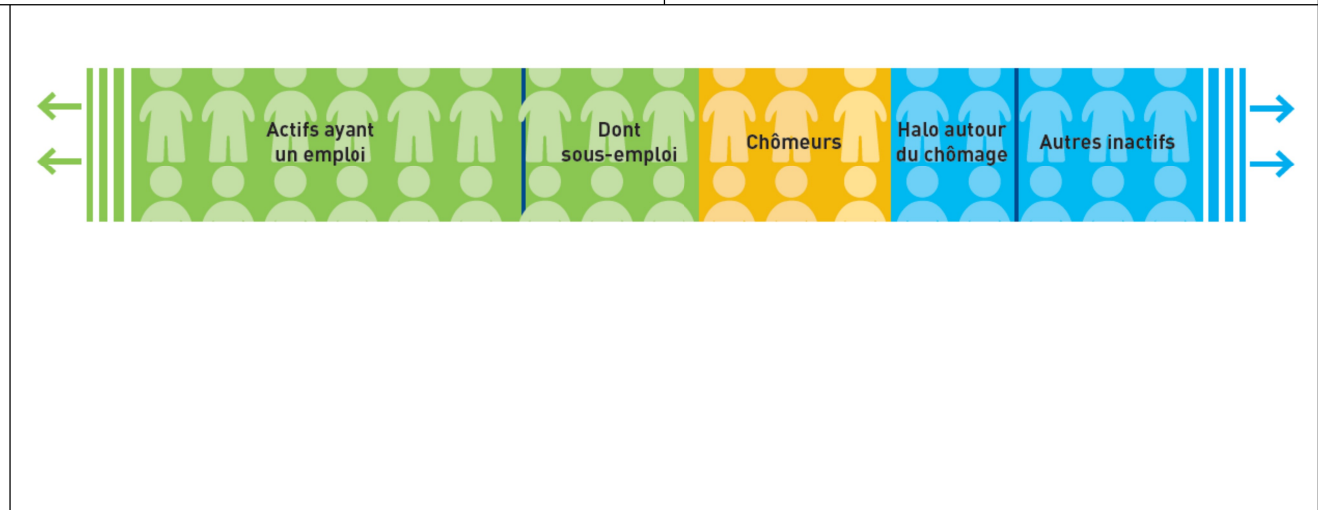 Actifs ayant
un emploi
Dont
sous-emploi
Chômeurs
Halo autour
du chômage
Autres inactifs